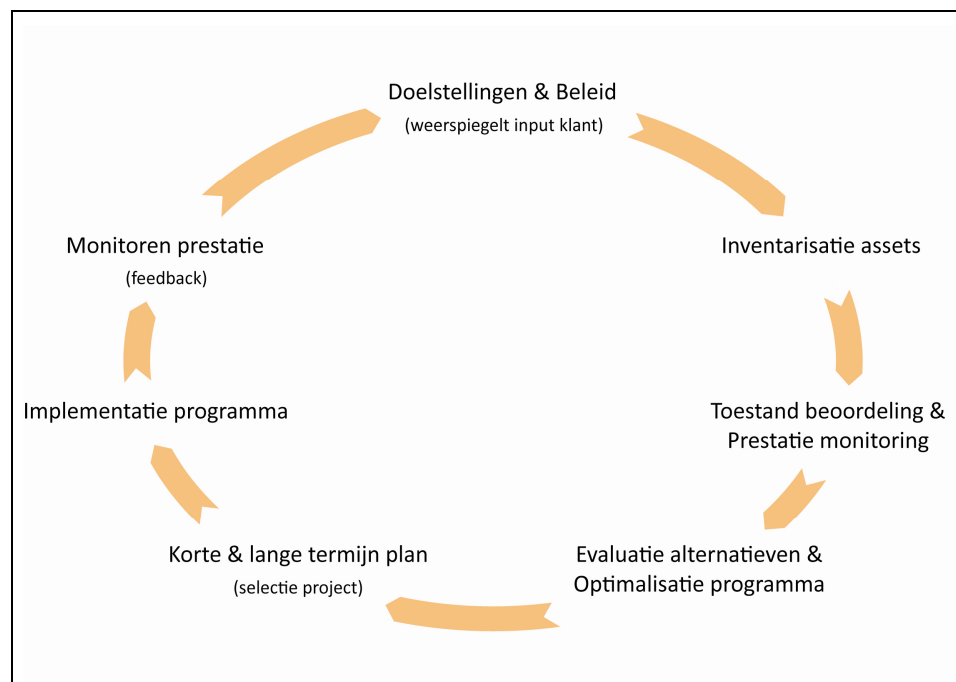 Doelstellingen & Beleid
(weerspiegelt input klant)
Inventarisatie assets
Toestand beoordeling &
Prestatie monitoring
Evaluatie alternatieven &
Optimalisatie programma
Korte & lange termijn plan
(selectie project)
Implementatie programma
Monitoren prestatie
(feedback)